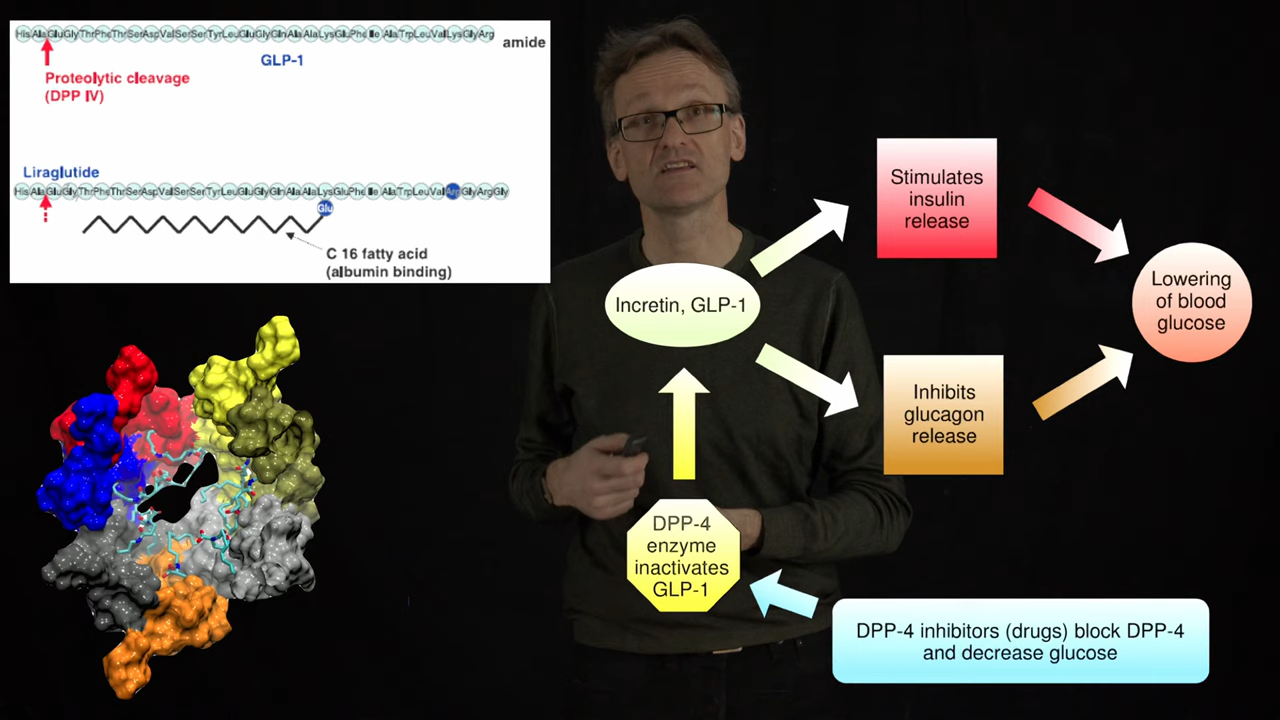 HisAlaGluGlyThrPheThrSerAspValSerSerTyrLeuGluGlyGlnAlaAlaLysGluPheIleAlaTrpLeuValLysGlyArg
amide
GLP-1
Proteolytic cleavage
(DPP IV)
Liraglutide
HisAlaGluGlyThrPheThrSerAspValSerSerTyrLeuGluGlyGlnAlaAlaLysGluPheIleAlaTrpLeuValArgGlyArgGly
Glu
C 16 fatty acid
(albumin binding)
Stimulates
insulin
release
Incretin, GLP-1
Lowering
of blood
glucose
Inhibits
glucagon
release
DPP-4
enzyme
inactivates
GLP-1
DPP-4 inhibitors (drugs) block DPP-4
and decrease glucose